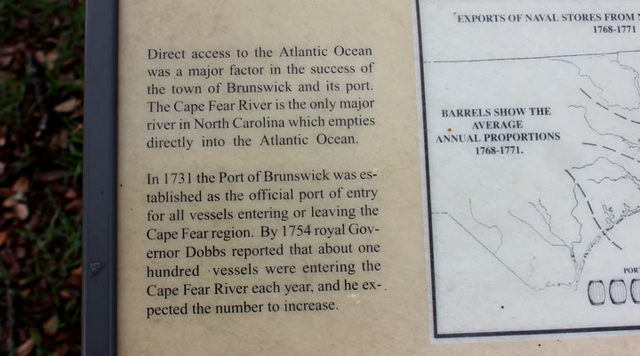 Direct access to the Atlantic Ocean
was a major factor in the success of
the town of Brunswick and its port.
The Cape Fear River is the only major
river in North Carolina which empties
directly into the Atlantic Ocean.
In 1731 the Port of Brunswick was es-
tablished as the official port of entry
for all vessels entering or leaving the
Cape Fear region. By 1754 royal Gov-
ernor Dobbs reported that about one
hundred vessels were entering the
Cape Fear River each year, and he ex-
pected the number to increase.
EXPORTS OF NAVAL STORES FROM
1768-1771
BARRELS SHOW THE
AVERAGE
ANNUAL PROPORTIONS
1768-1771.